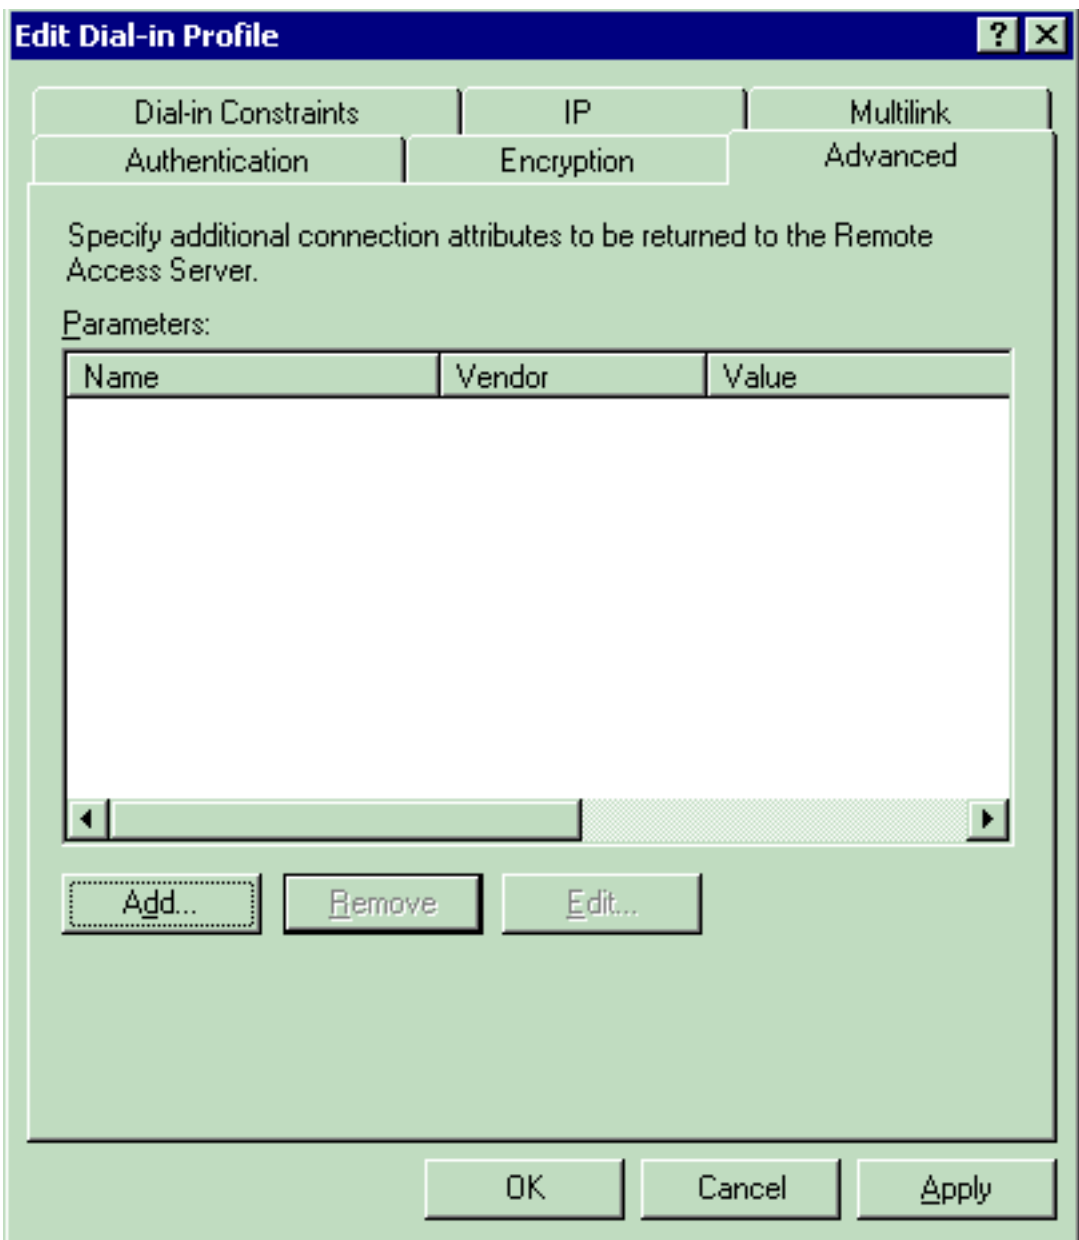 Edit Dial-in Profile
Dial-in Constraints IP Multilink
Authentication Encryption Advanced
Specify additional connection attributes to be returned to the Remote
Access Server.
Parameters:
Name Vendor Value
Add... Remove Edit...
OK Cancel Apply